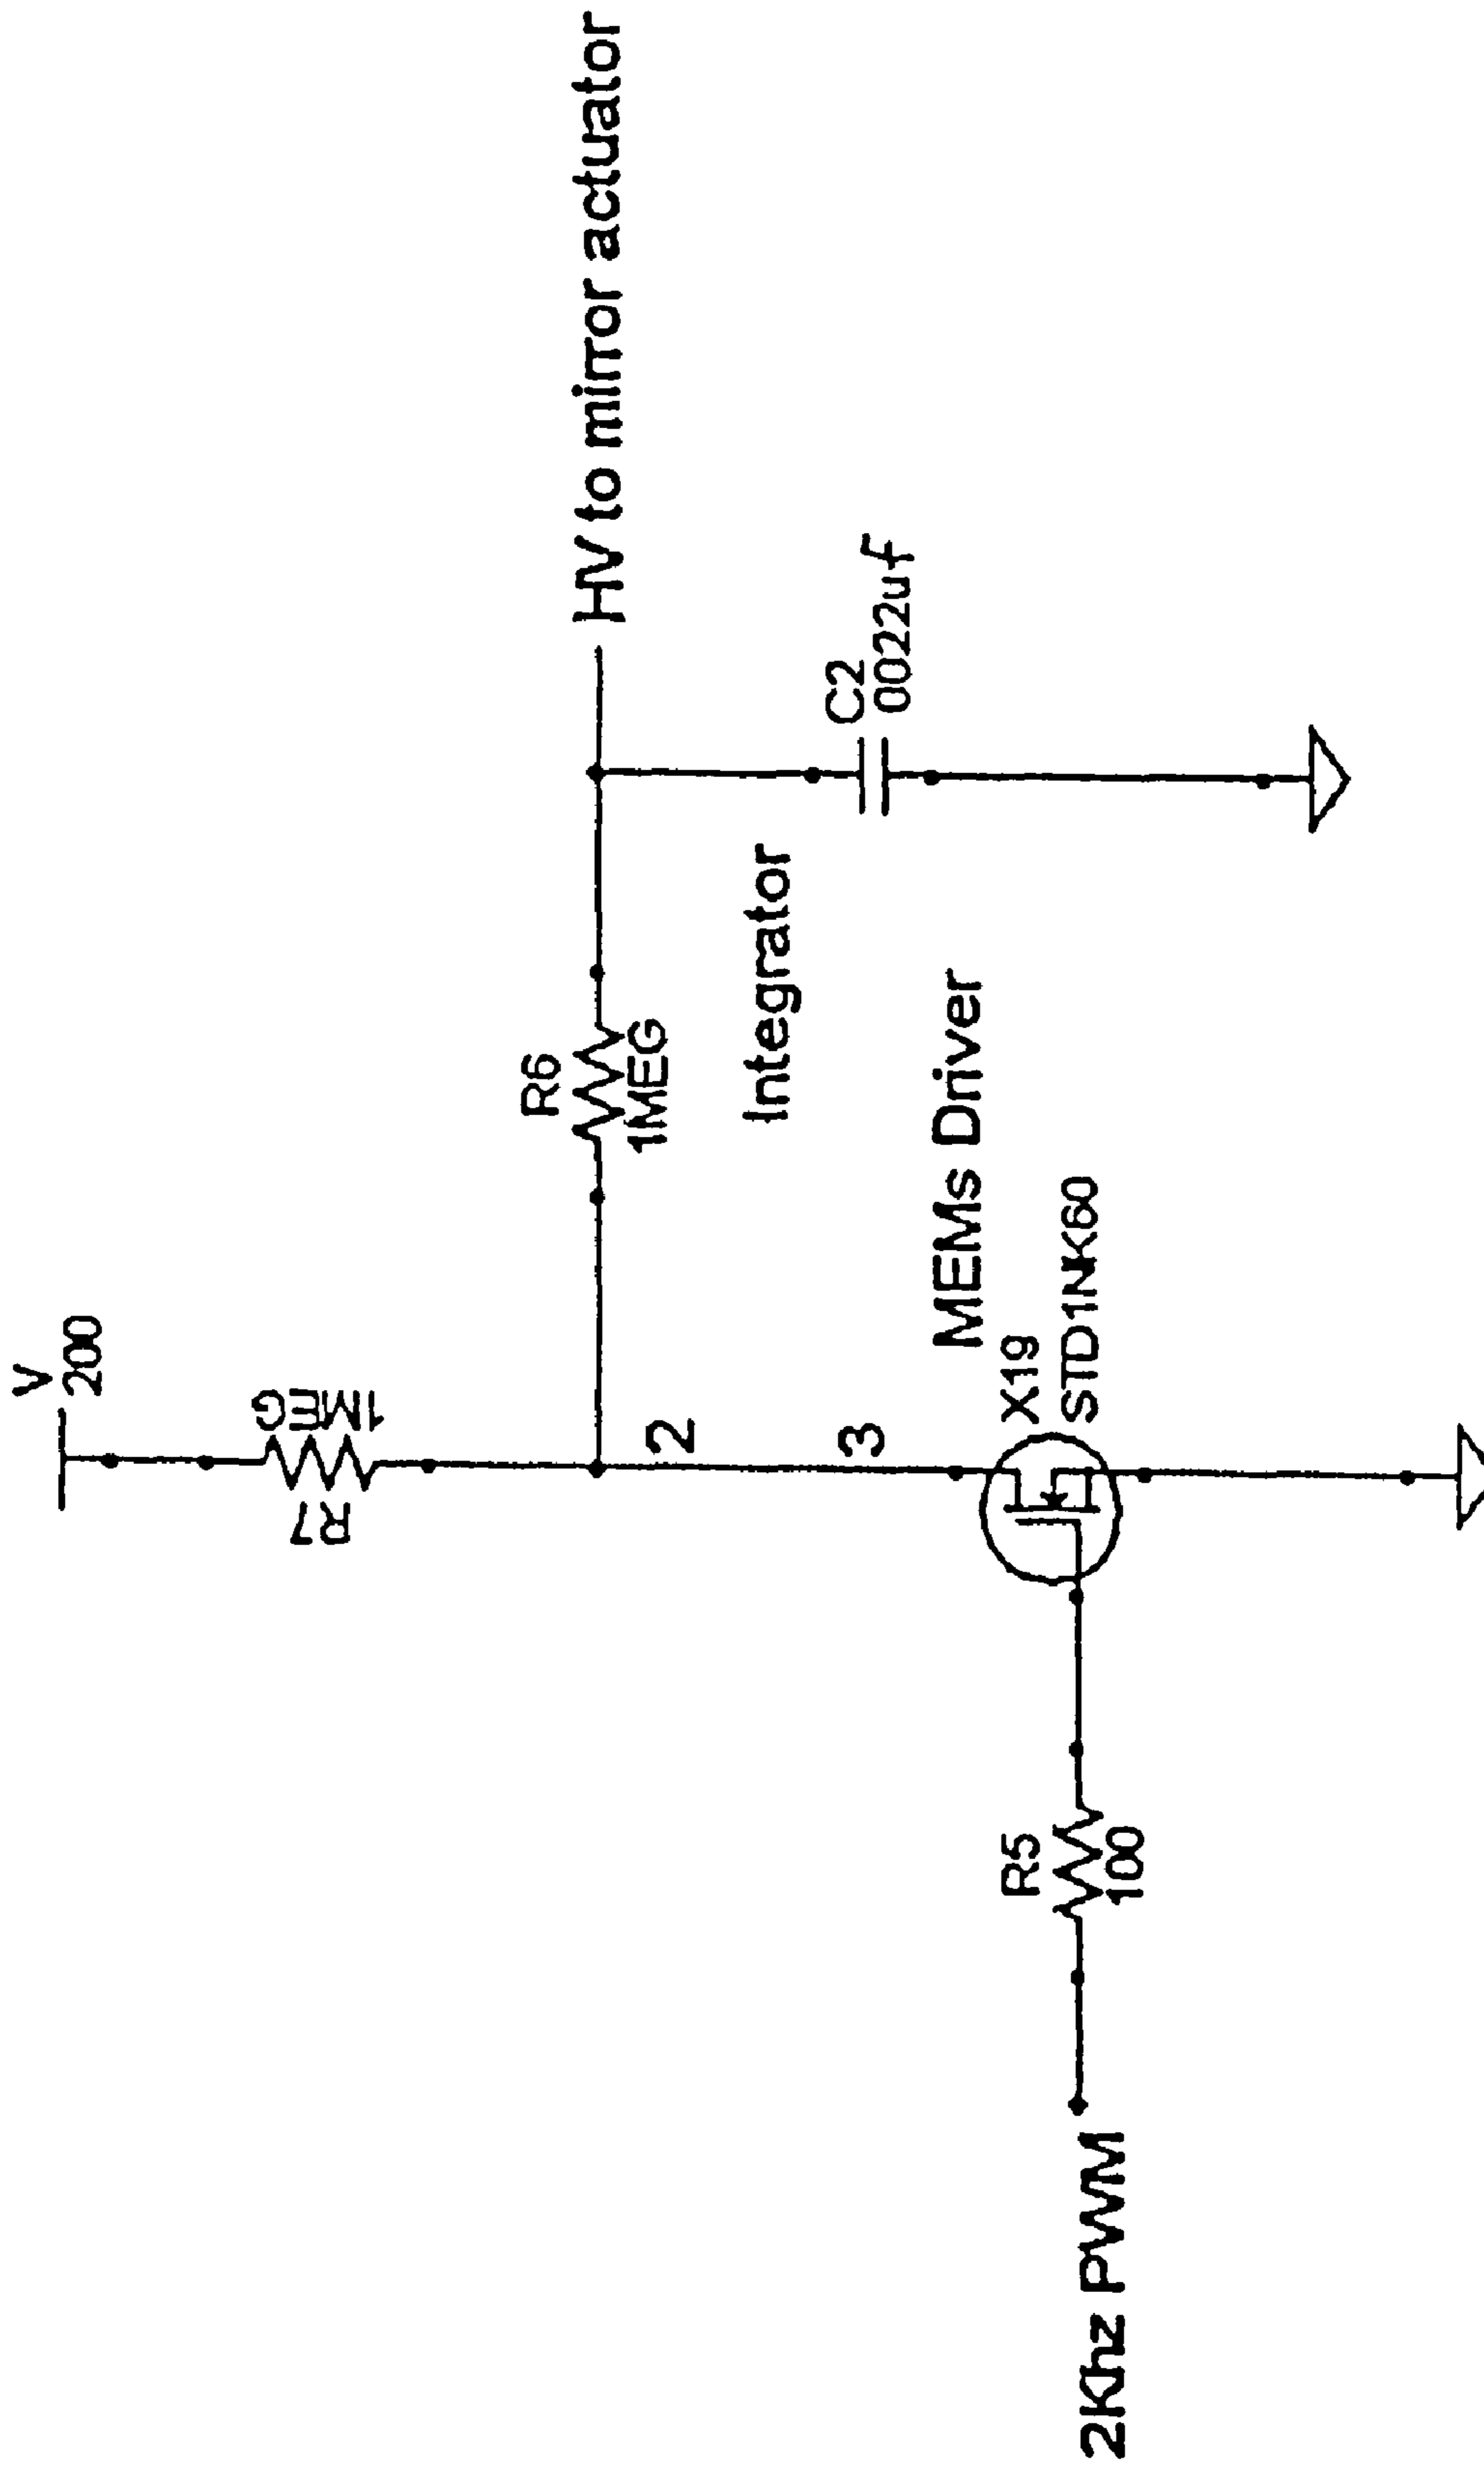 V
200
R7
1MEG
R6
1MEG
HV to mirror actuator
2
3
Integrator
C2
0022uf
MEMs Driver
X19
STD1NK60
R5
100
2Khz PWM